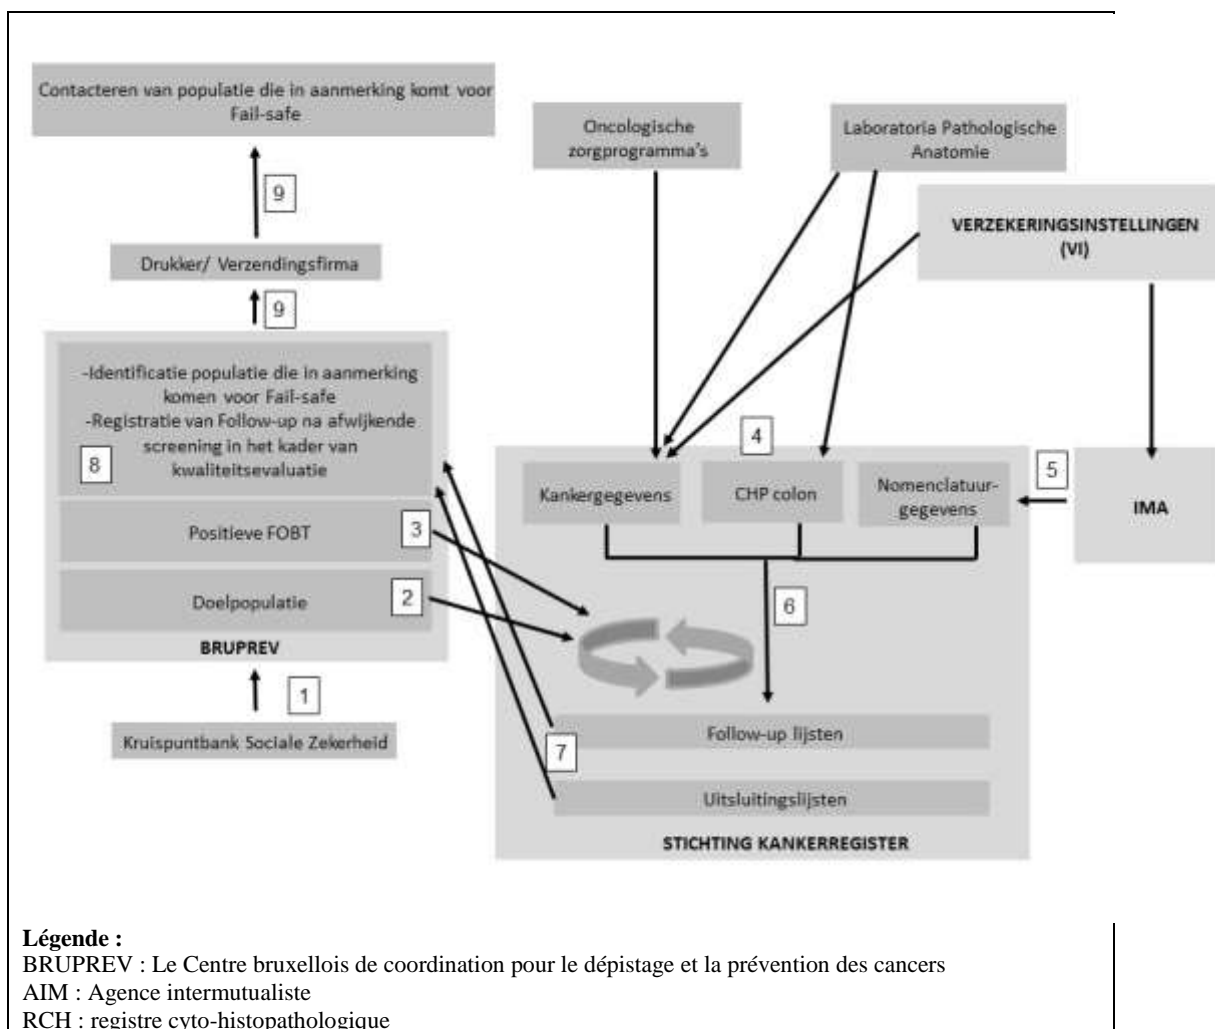 Contacteren van populatie die in aanmerking komt voor
Fail-safe
9
Drukker/ Verzendingsfirma
9
-Identificatie populatie die in aanmerking
komen voor Fail-safe
-Registratie van Follow-up na afwijkende
screening in het kader van
kwaliteitsevaluatie
8
Positieve FOBT
3
Doelpopulatie
2
BRUPREV
1
Kruispuntbank Sociale Zekerheid
Oncologische
zorgprogramma's
Laboratoria Pathologische
Anatomie
VERZEKERINGSINSTELLINGEN
(VI)
4
5
Kankergegevens
CHP colon
Nomenclatuur-
gegevens
IMA
6
7
Follow-up lijsten
Uitsluitingslijsten
STICHTING KANKERREGISTER
Légende :
BRUPREV : Le Centre bruxellois de coordination pour le dépistage et la prévention des cancers
AIM : Agence intermutualiste
RCH : registre cyto-histopathologique